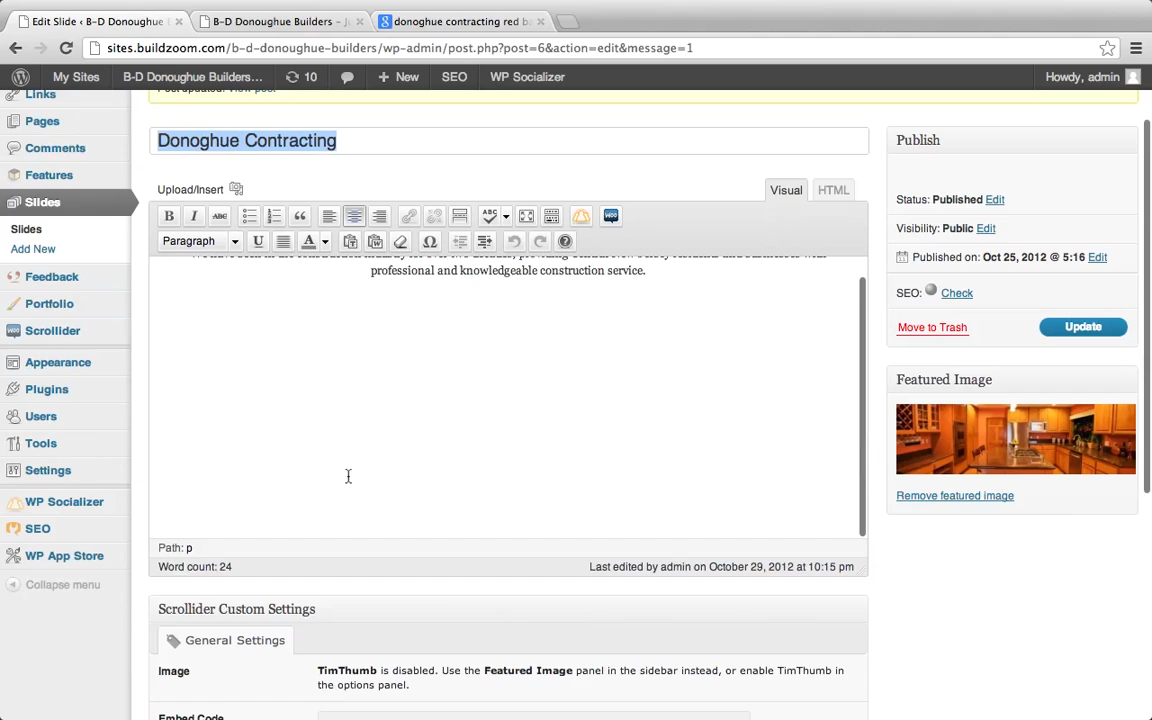 Edit Slide ‹ B-D Donoughue
B-D Donoughue Builders –
donoghue contracting red b
sites.buildzoom.com/b-d-donoughue-builders/wp-admin/post.php?post=6&action=edit&message=1
My Sites B-D Donoughue Builders... 10 + New SEO WP Socializer Howdy, admin
Links
Pages
Comments
Features
Slides
Slides
Add New
Feedback
Portfolio
Scrollider
Appearance
Plugins
Users
Tools
Settings
WP Socializer
SEO
WP App Store
Collapse menu
Donoghue Contracting
Upload/Insert
Visual HTML
B I ABC
Paragraph U A
professional and knowledgeable construction service.
Path: p
Word count: 24 Last edited by admin on October 29, 2012 at 10:15 pm
Scrollider Custom Settings
General Settings
Image TimThumb is disabled. Use the Featured Image panel in the sidebar instead, or enable TimThumb in
the options panel.
Embed Code
Publish
Status: Published Edit
Visibility: Public Edit
Published on: Oct 25, 2012 @ 5:16 Edit
SEO: Check
Move to Trash Update
Featured Image
Remove featured image